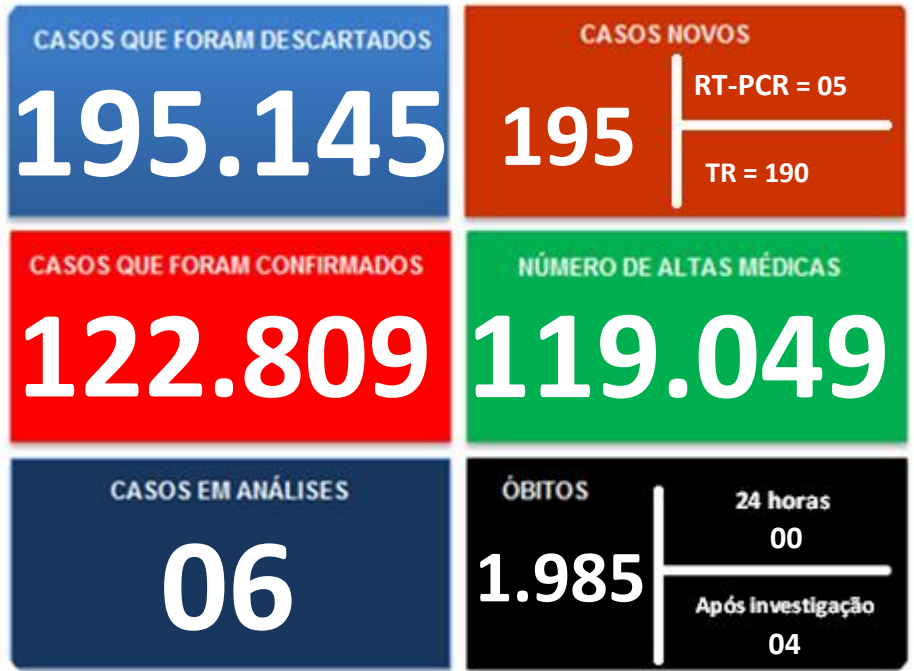 CASOS QUE FORAM DESCARTADOS
195.145
CASOS NOVOS
195
RT-PCR = 05
TR = 190
CASOS QUE FORAM CONFIRMADOS
122.809
NÚMERO DE ALTAS MÉDICAS
119.049
CASOS EM ANÁLISES
06
ÓBITOS
1.985
24 horas
00
Após investigação
04